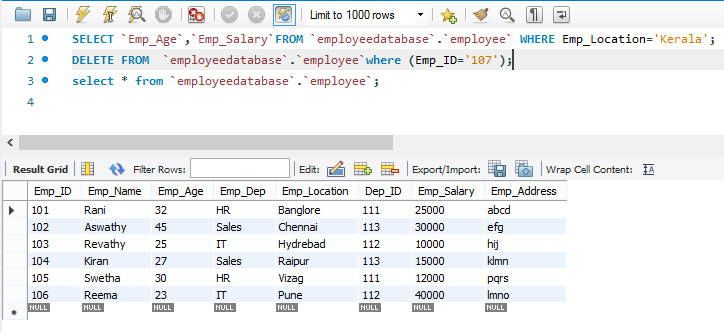 Limit to 1000 rows
1 SELECT `Emp_Age`,`Emp_Salary`FROM `employeedatabase`.`employee` WHERE Emp_Location='Kerala';
2 DELETE FROM  `employeedatabase`.`employee`where (Emp_ID='107');
3 select * from `employeedatabase`.`employee`;
4
Result Grid Filter Rows: Edit: Export/Import: Wrap Cell Content: IA
Emp_ID Emp_Name Emp_Age Emp_Dep Emp_Location Dep_ID Emp_Salary Emp_Address
101 Rani 32 HR Banglore 111 25000 abcd
102 Aswathy 45 Sales Chennai 113 30000 efg
103 Revathy 25 IT Hydrebad 112 10000 hij
104 Kiran 27 Sales Raipur 113 15000 klmn
105 Swetha 30 HR Vizag 111 12000 pqrs
106 Reema 23 IT Pune 112 40000 lmno
NULL NULL NULL NULL NULL NULL NULL NULL